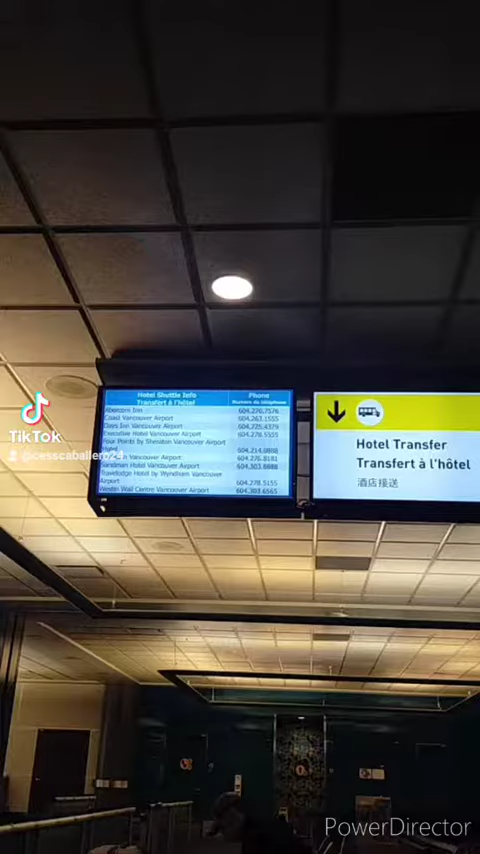 Hotel Shuttle Info Phone
Transfert à l'hôtel Numéro de téléphone
Abercorn Inn 604.270.7576
Coast Vancouver Airport 604.263.1555
Days Inn Vancouver Airport 604.275.4379
Executive Hotel Vancouver Airport 604.278.5555
Four Points by Sheraton Vancouver Airport
Hotel 604.214.0888
Vancouver Airport 604.276.8181
Sandman Hotel Vancouver Airport 604.303.8888
Travelodge Hotel by Wyndham Vancouver
Airport 604.278.5155
Westin Wall Centre Vancouver Airport 604.303.6565
Hotel Transfer
Transfert à l'hôtel
酒店接送
TikTok
@cesscaballero24
PowerDirector